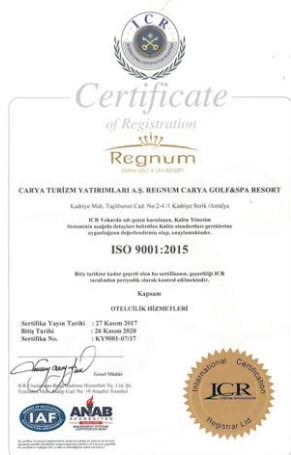 ICR
Certificate
of Registration
Regnum
CARYA GOLF & SPA RESORT
CARYA TURİZM YATIRIMLARI A.Ş. REGNUM CARYA GOLF&SPA RESORT
Kadriye Mah. Taşlıburun Cad. No:2-4 /1 Kadriye Serik /Antalya
ICR Yukarda adı geçen kuruluşun, Kalite Yönetim
Sisteminin aşağıda detayları belirtilen Kalite standardları gereklerine
uygunluğunu değerlendirmiş olup, onaylamaktadır.
ISO 9001:2015
Bitiş tarihine kadar geçerli olan bu sertifikanın, geçerliliği ICR
tarafından periyodik olarak kontrol edilmektedir.
Kapsam
OTELCİLİK HİZMETLERİ
Sertifika Yayın Tarihi : 27 Kasım 2017
Bitiş Tarihi : 26 Kasım 2020
Sertifika No. : KY9001-07/17
Genel Müdür
International Certification
ICR
Registrar Ltd.
IAF
ANAB
ACCREDITED